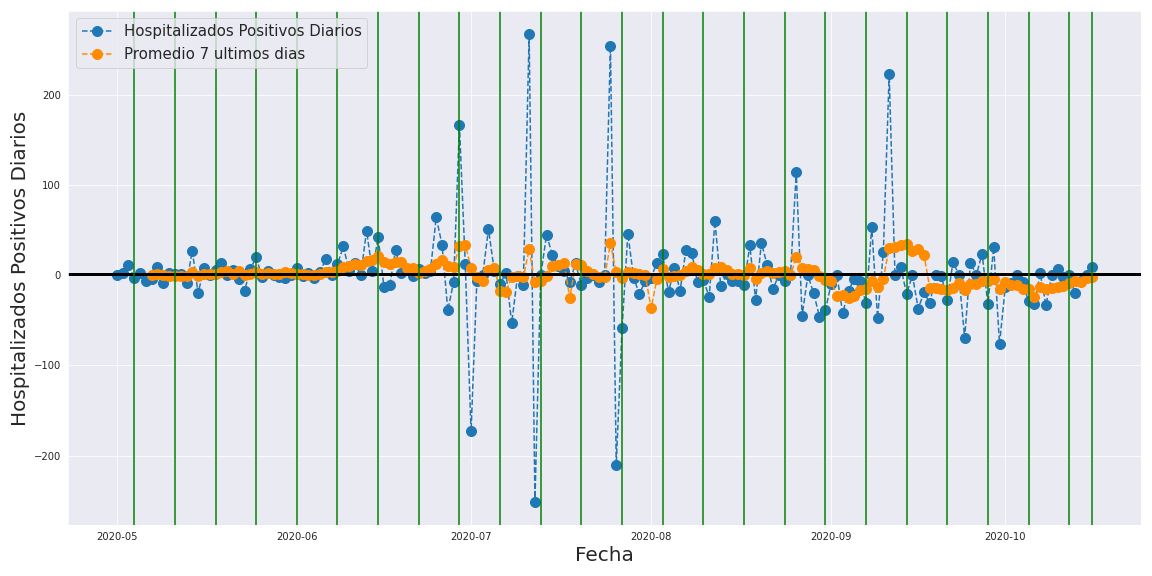 Hospitalizados Positivos Diarios
Promedio 7 ultimos dias
Hospitalizados Positivos Diarios
200
100
0
−100
−200
2020-05
2020-06
2020-07
2020-08
2020-09
2020-10
Fecha